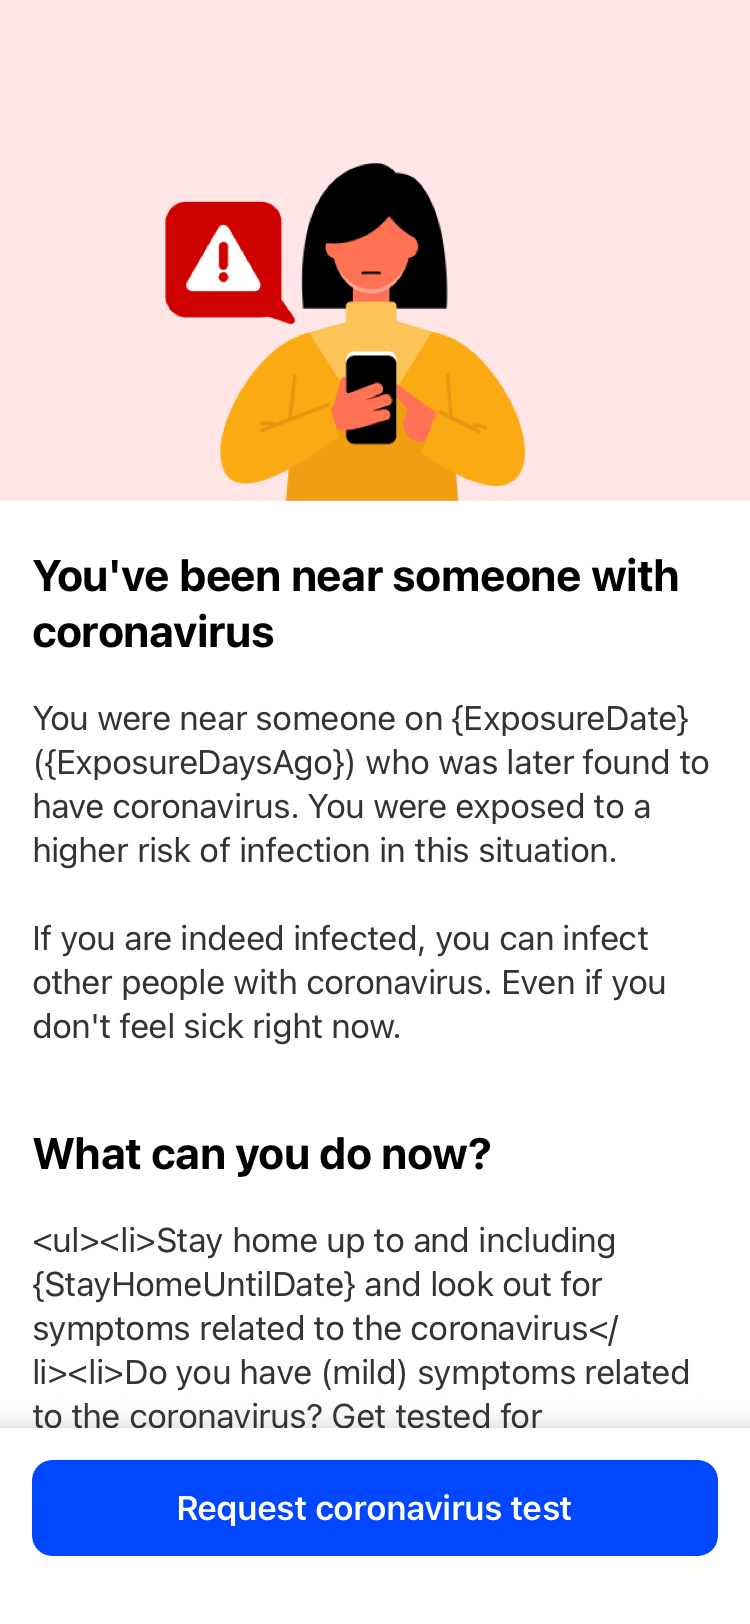 You've been near someone with
coronavirus
You were near someone on {ExposureDate}
({ExposureDaysAgo}) who was later found to
have coronavirus. You were exposed to a
higher risk of infection in this situation.
If you are indeed infected, you can infect
other people with coronavirus. Even if you
don't feel sick right now.
What can you do now?
<ul><li>Stay home up to and including
{StayHomeUntilDate} and look out for
symptoms related to the coronavirus</
li><li>Do you have (mild) symptoms related
to the coronavirus? Get tested for
Request coronavirus test